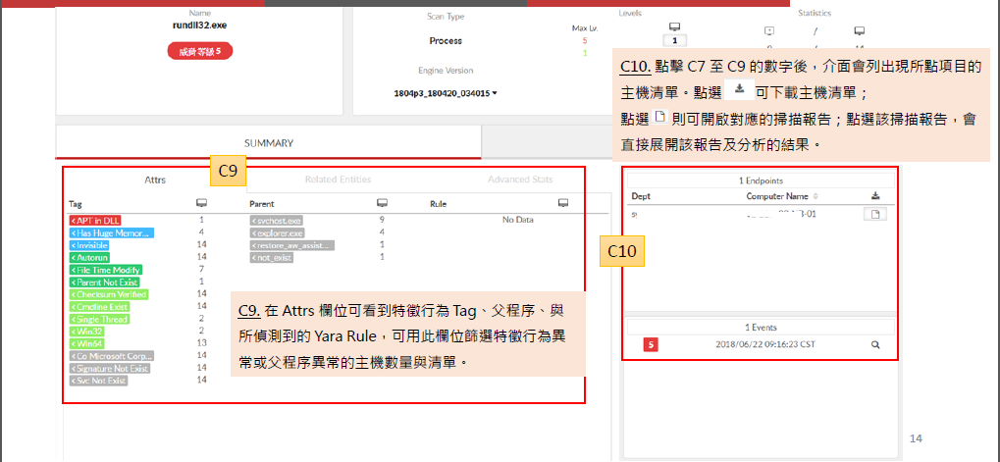 Name
rundll32.exe
威脅等級 5
Scan Type
Process
Engine Version
1804p3_180420_034015
Levels
Max Lv.
1
5
1
Statistics
/
/
14
C10. 點擊 C7 至 C9 的數字後，介面會列出現所點項目的
主機清單。點選 可下載主機清單；
點選 則可開啟對應的掃描報告；點選該掃描報告，會
直接展開該報告及分析的結果。
SUMMARY
C9
Attrs
Related Entities
Advanced Stats
Tag
Parent
Rule
APT in DLL 1
Has Huge Memor... 4
Invisible 14
Autorun 14
File Time Modify 7
Parent Not Exist 1
Checksum Verified 14
Cmdline Exist 14
Single Thread 2
Win32 2
Win64 13
Co Microsoft Corp... 14
Signature Not Exist 14
Svc Not Exist 14
svchost.exe 9
explorer.exe 4
restore_aw_assist... 1
not_exist 1
No Data
C9. 在 Attrs 欄位可看到特徵行為 Tag、父程序、與
所偵測到的 Yara Rule，可用此欄位篩選特徵行為異
常或父程序異常的主機數量與清單。
C10
1 Endpoints
Dept
Computer Name
-01
1 Events
5 2018/06/22 09:16:23 CST
14